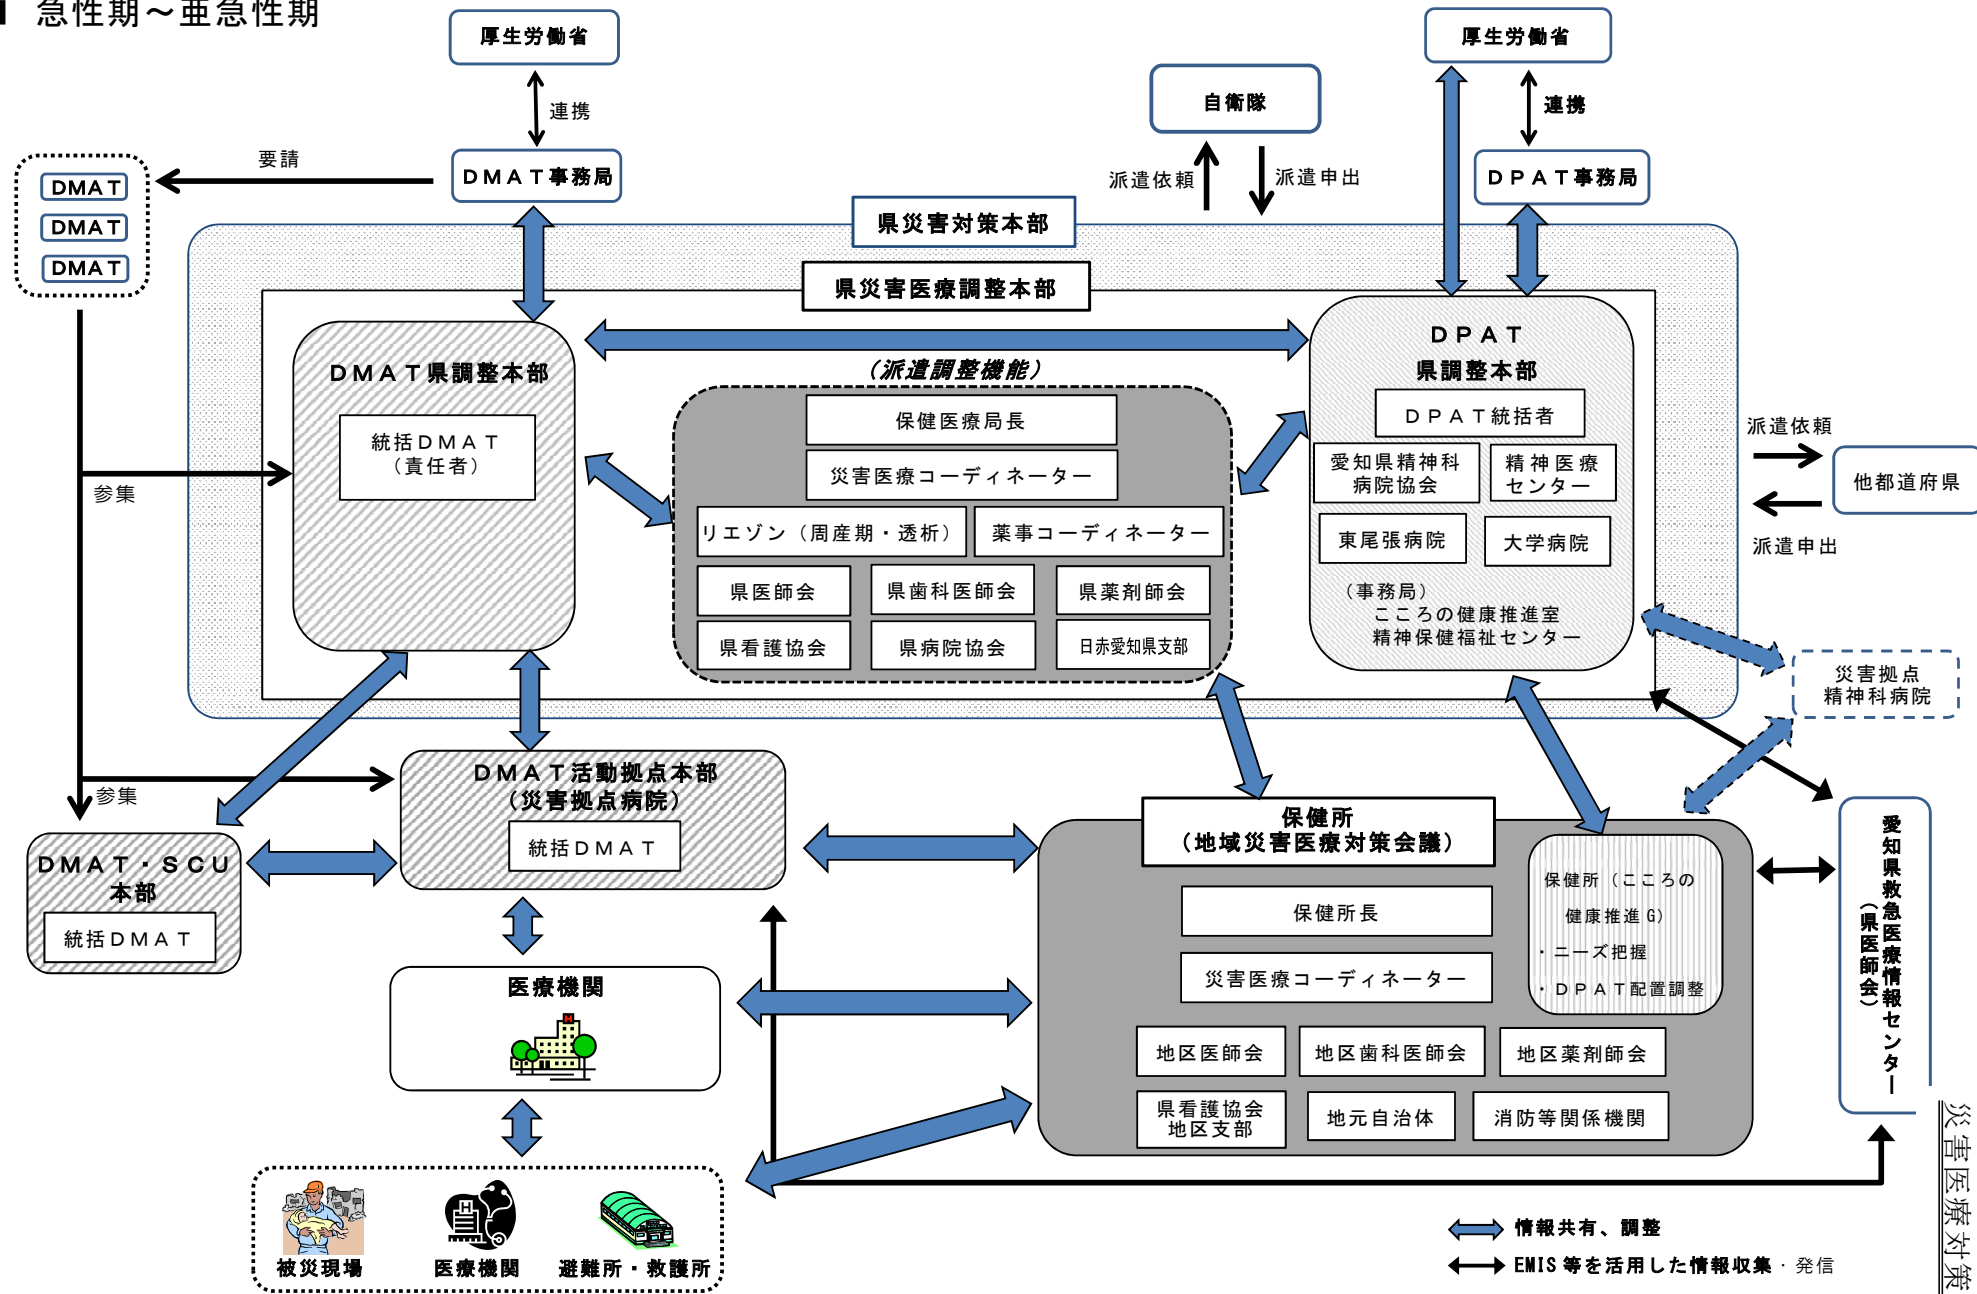 急性期～亜急性期
厚生労働省
連携
要請
DMAT事務局
DMAT
DMAT
DMAT
自衛隊
派遣依頼
派遣申出
厚生労働省
連携
DPAT事務局
県災害対策本部
県災害医療調整本部
DMAT県調整本部
統括DMAT
（責任者）
（派遣調整機能）
保健医療局長
災害医療コーディネーター
リエゾン（周産期・透析）
薬事コーディネーター
県医師会
県歯科医師会
県薬剤師会
県看護協会
県病院協会
日赤愛知県支部
DPAT
県調整本部
DPAT統括者
愛知県精神科
病院協会
精神医療
センター
東尾張病院
大学病院
（事務局）
こころの健康推進室
精神保健福祉センター
派遣依頼
他都道府県
派遣申出
参集
災害拠点
精神科病院
参集
DMAT活動拠点本部
（災害拠点病院）
統括DMAT
DMAT・SCU
本部
統括DMAT
保健所
（地域災害医療対策会議）
保健所長
災害医療コーディネーター
保健所（こころの
健康推進G）
・ニーズ把握
・DPAT配置調整
地区医師会
地区歯科医師会
地区薬剤師会
県看護協会
地区支部
地元自治体
消防等関係機関
愛知県救急医療情報センター
（県医師会）
医療機関
被災現場
医療機関
避難所・救護所
情報共有、調整
EMIS等を活用した情報収集・発信
災害医療対策